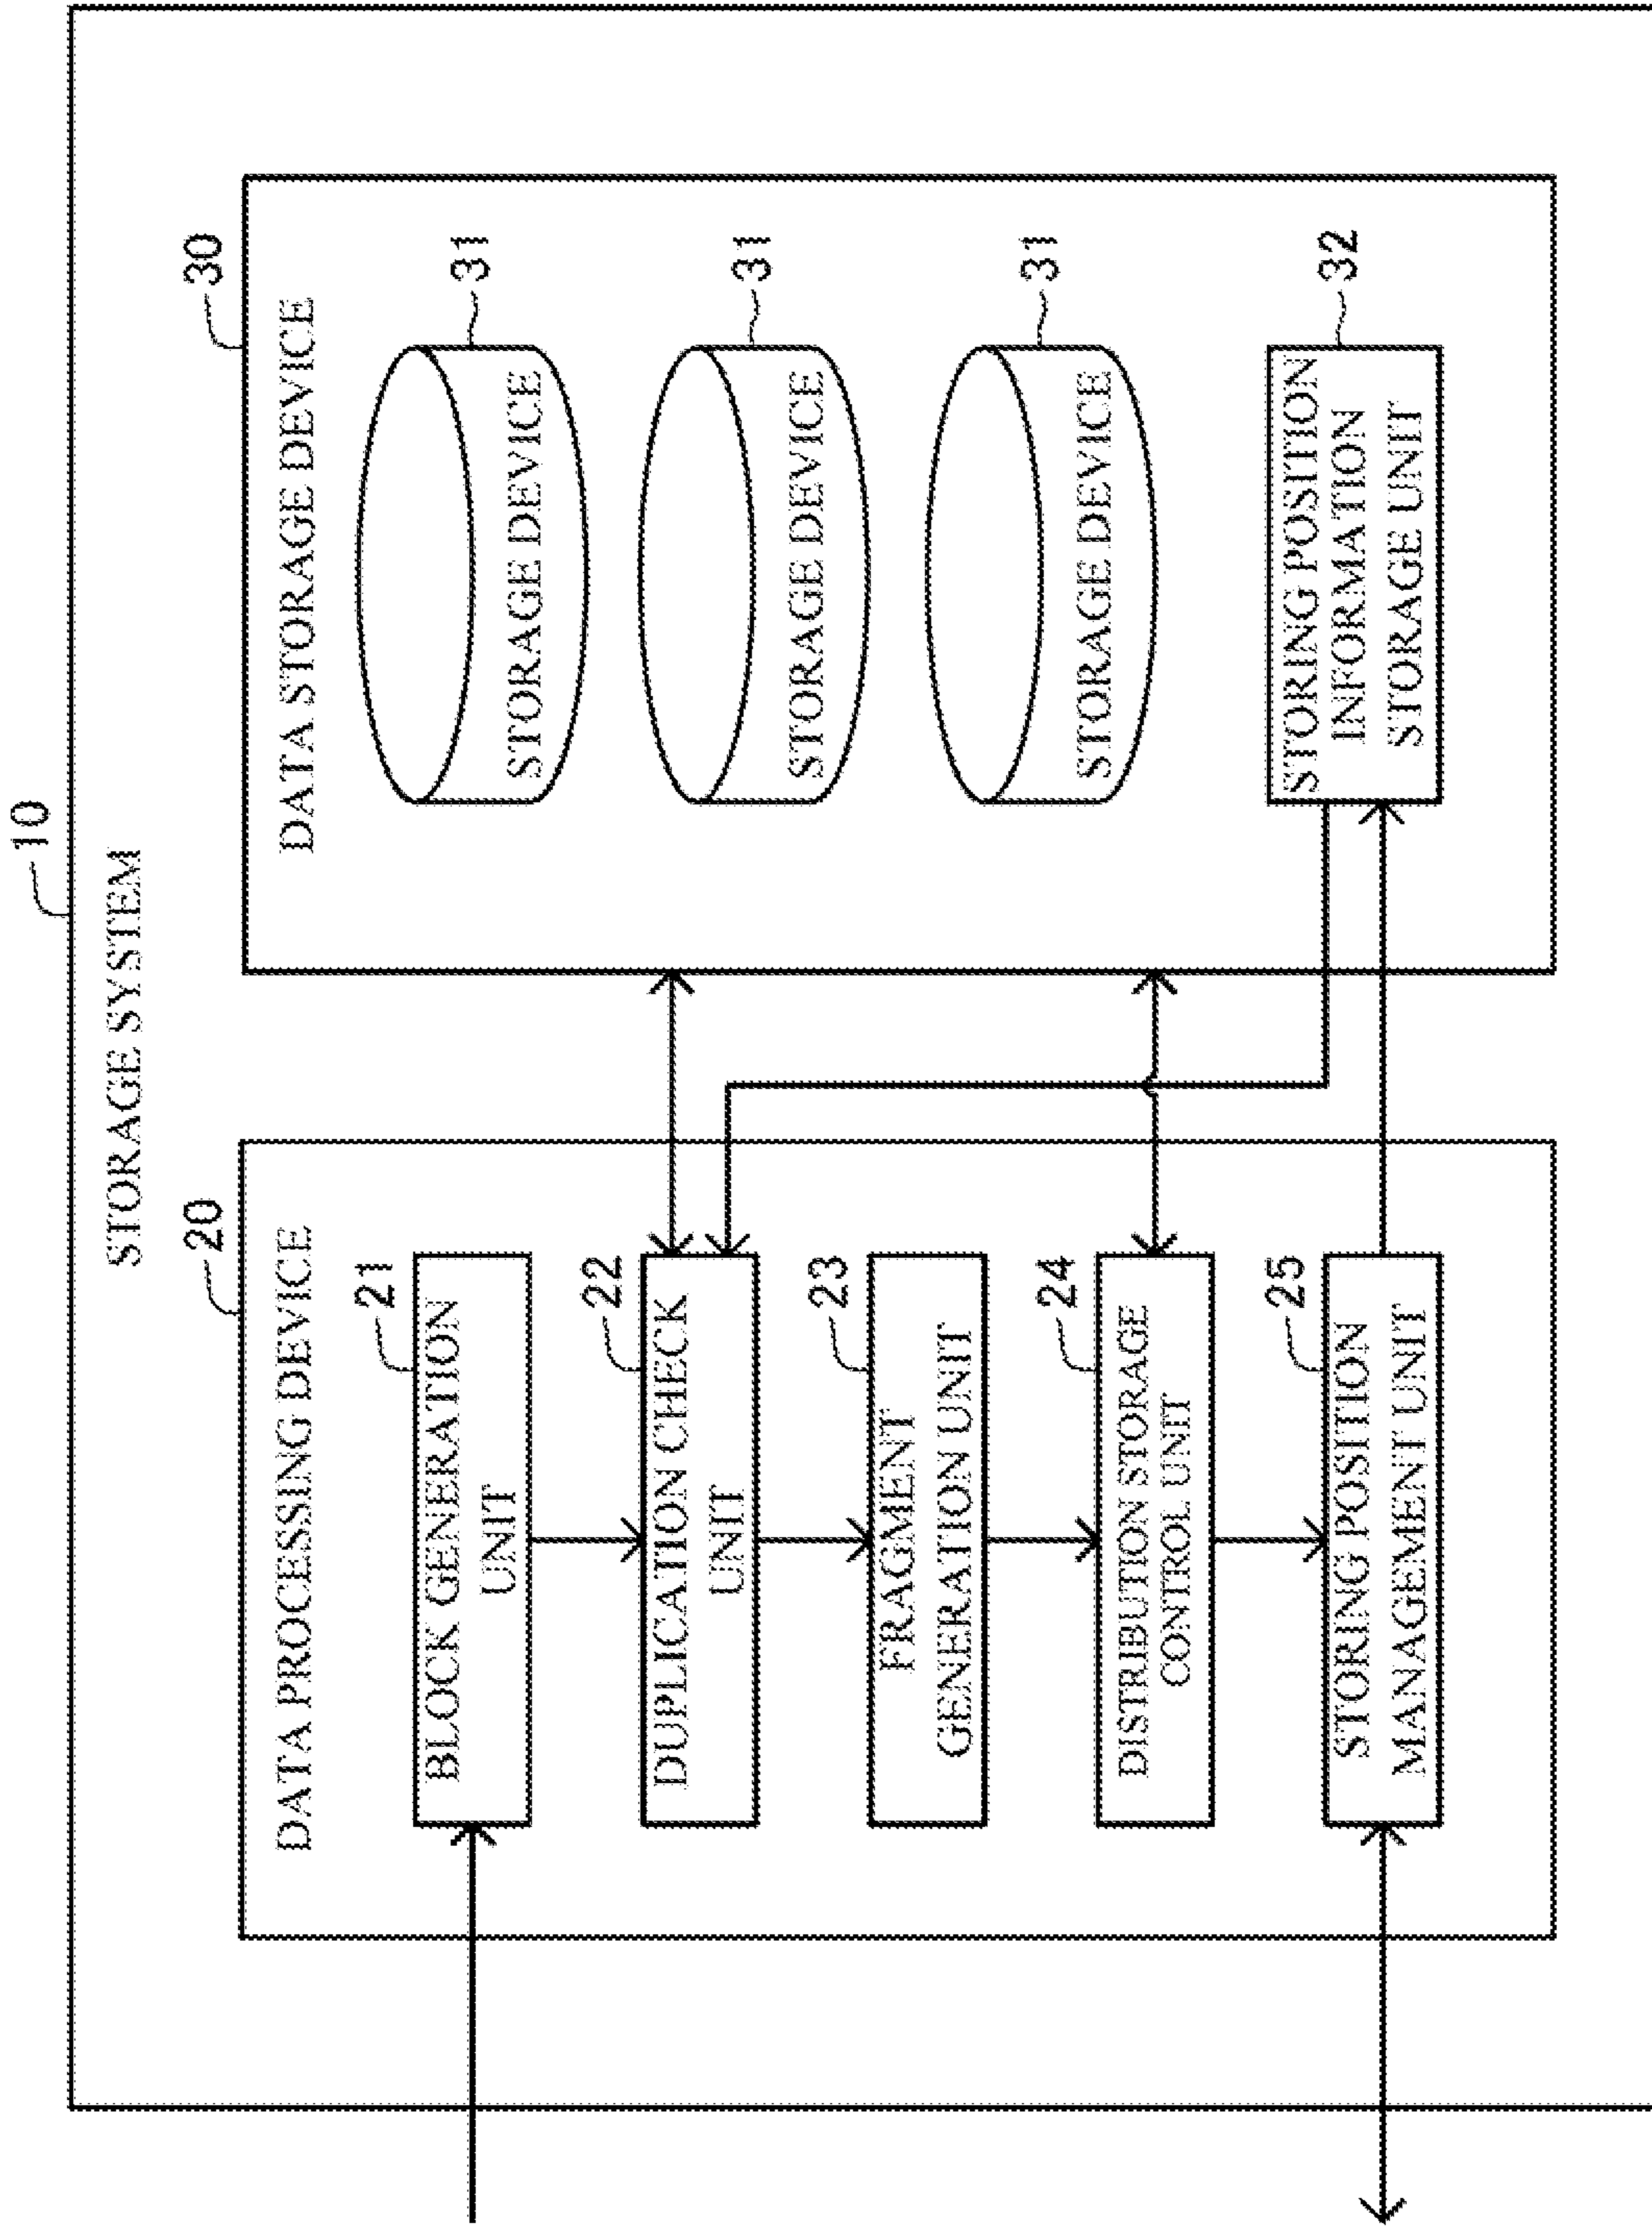 10
STORAGE SYSTEM
20
DATA PROCESSING DEVICE
21
BLOCK GENERATION
UNIT
22
DUPLICATION CHECK
UNIT
23
FRAGMENT
GENERATION UNIT
24
DISTRIBUTION STORAGE
CONTROL UNIT
25
STORING POSITION
MANAGEMENT UNIT
30
DATA STORAGE DEVICE
STORAGE DEVICE
31
STORAGE DEVICE
31
STORAGE DEVICE
31
STORING POSITION
INFORMATION
STORAGE UNIT
32